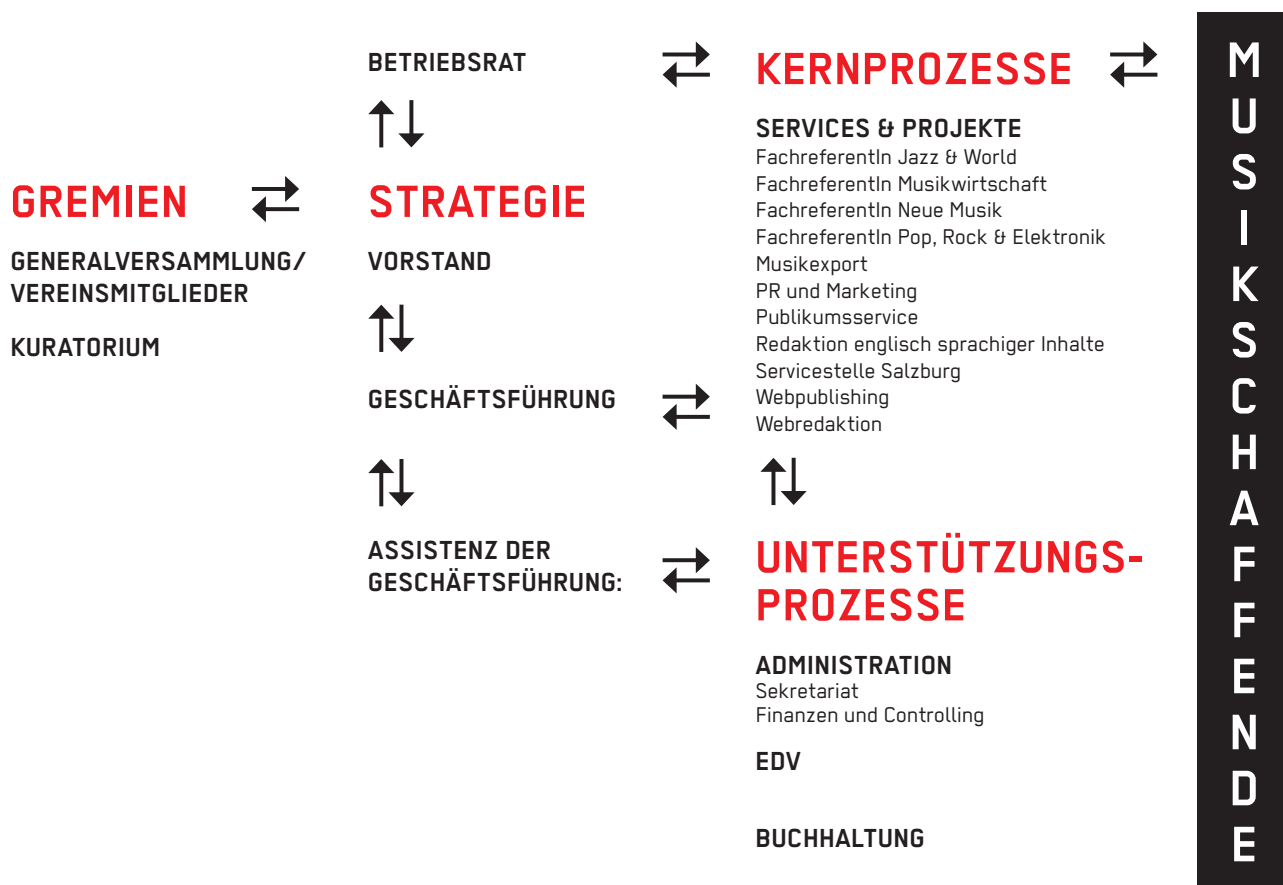 GREMIEN
GENERALVERSAMMLUNG/
VEREINSMITGLIEDER
KURATORIUM
BETRIEBSRAT
STRATEGIE
VORSTAND
GESCHÄFTSFÜHRUNG
ASSISTENZ DER
GESCHÄFTSFÜHRUNG:
KERNPROZESSE
SERVICES & PROJEKTE
FachreferentIn Jazz & World
FachreferentIn Musikwirtschaft
FachreferentIn Neue Musik
FachreferentIn Pop, Rock & Elektronik
Musikexport
PR und Marketing
Publikumsservice
Redaktion englisch sprachiger Inhalte
Servicestelle Salzburg
Webpublishing
Webredaktion
UNTERSTÜTZUNGS-
PROZESSE
ADMINISTRATION
Sekretariat
Finanzen und Controlling
EDV
BUCHHALTUNG
MUSIKSCHAFFENDE